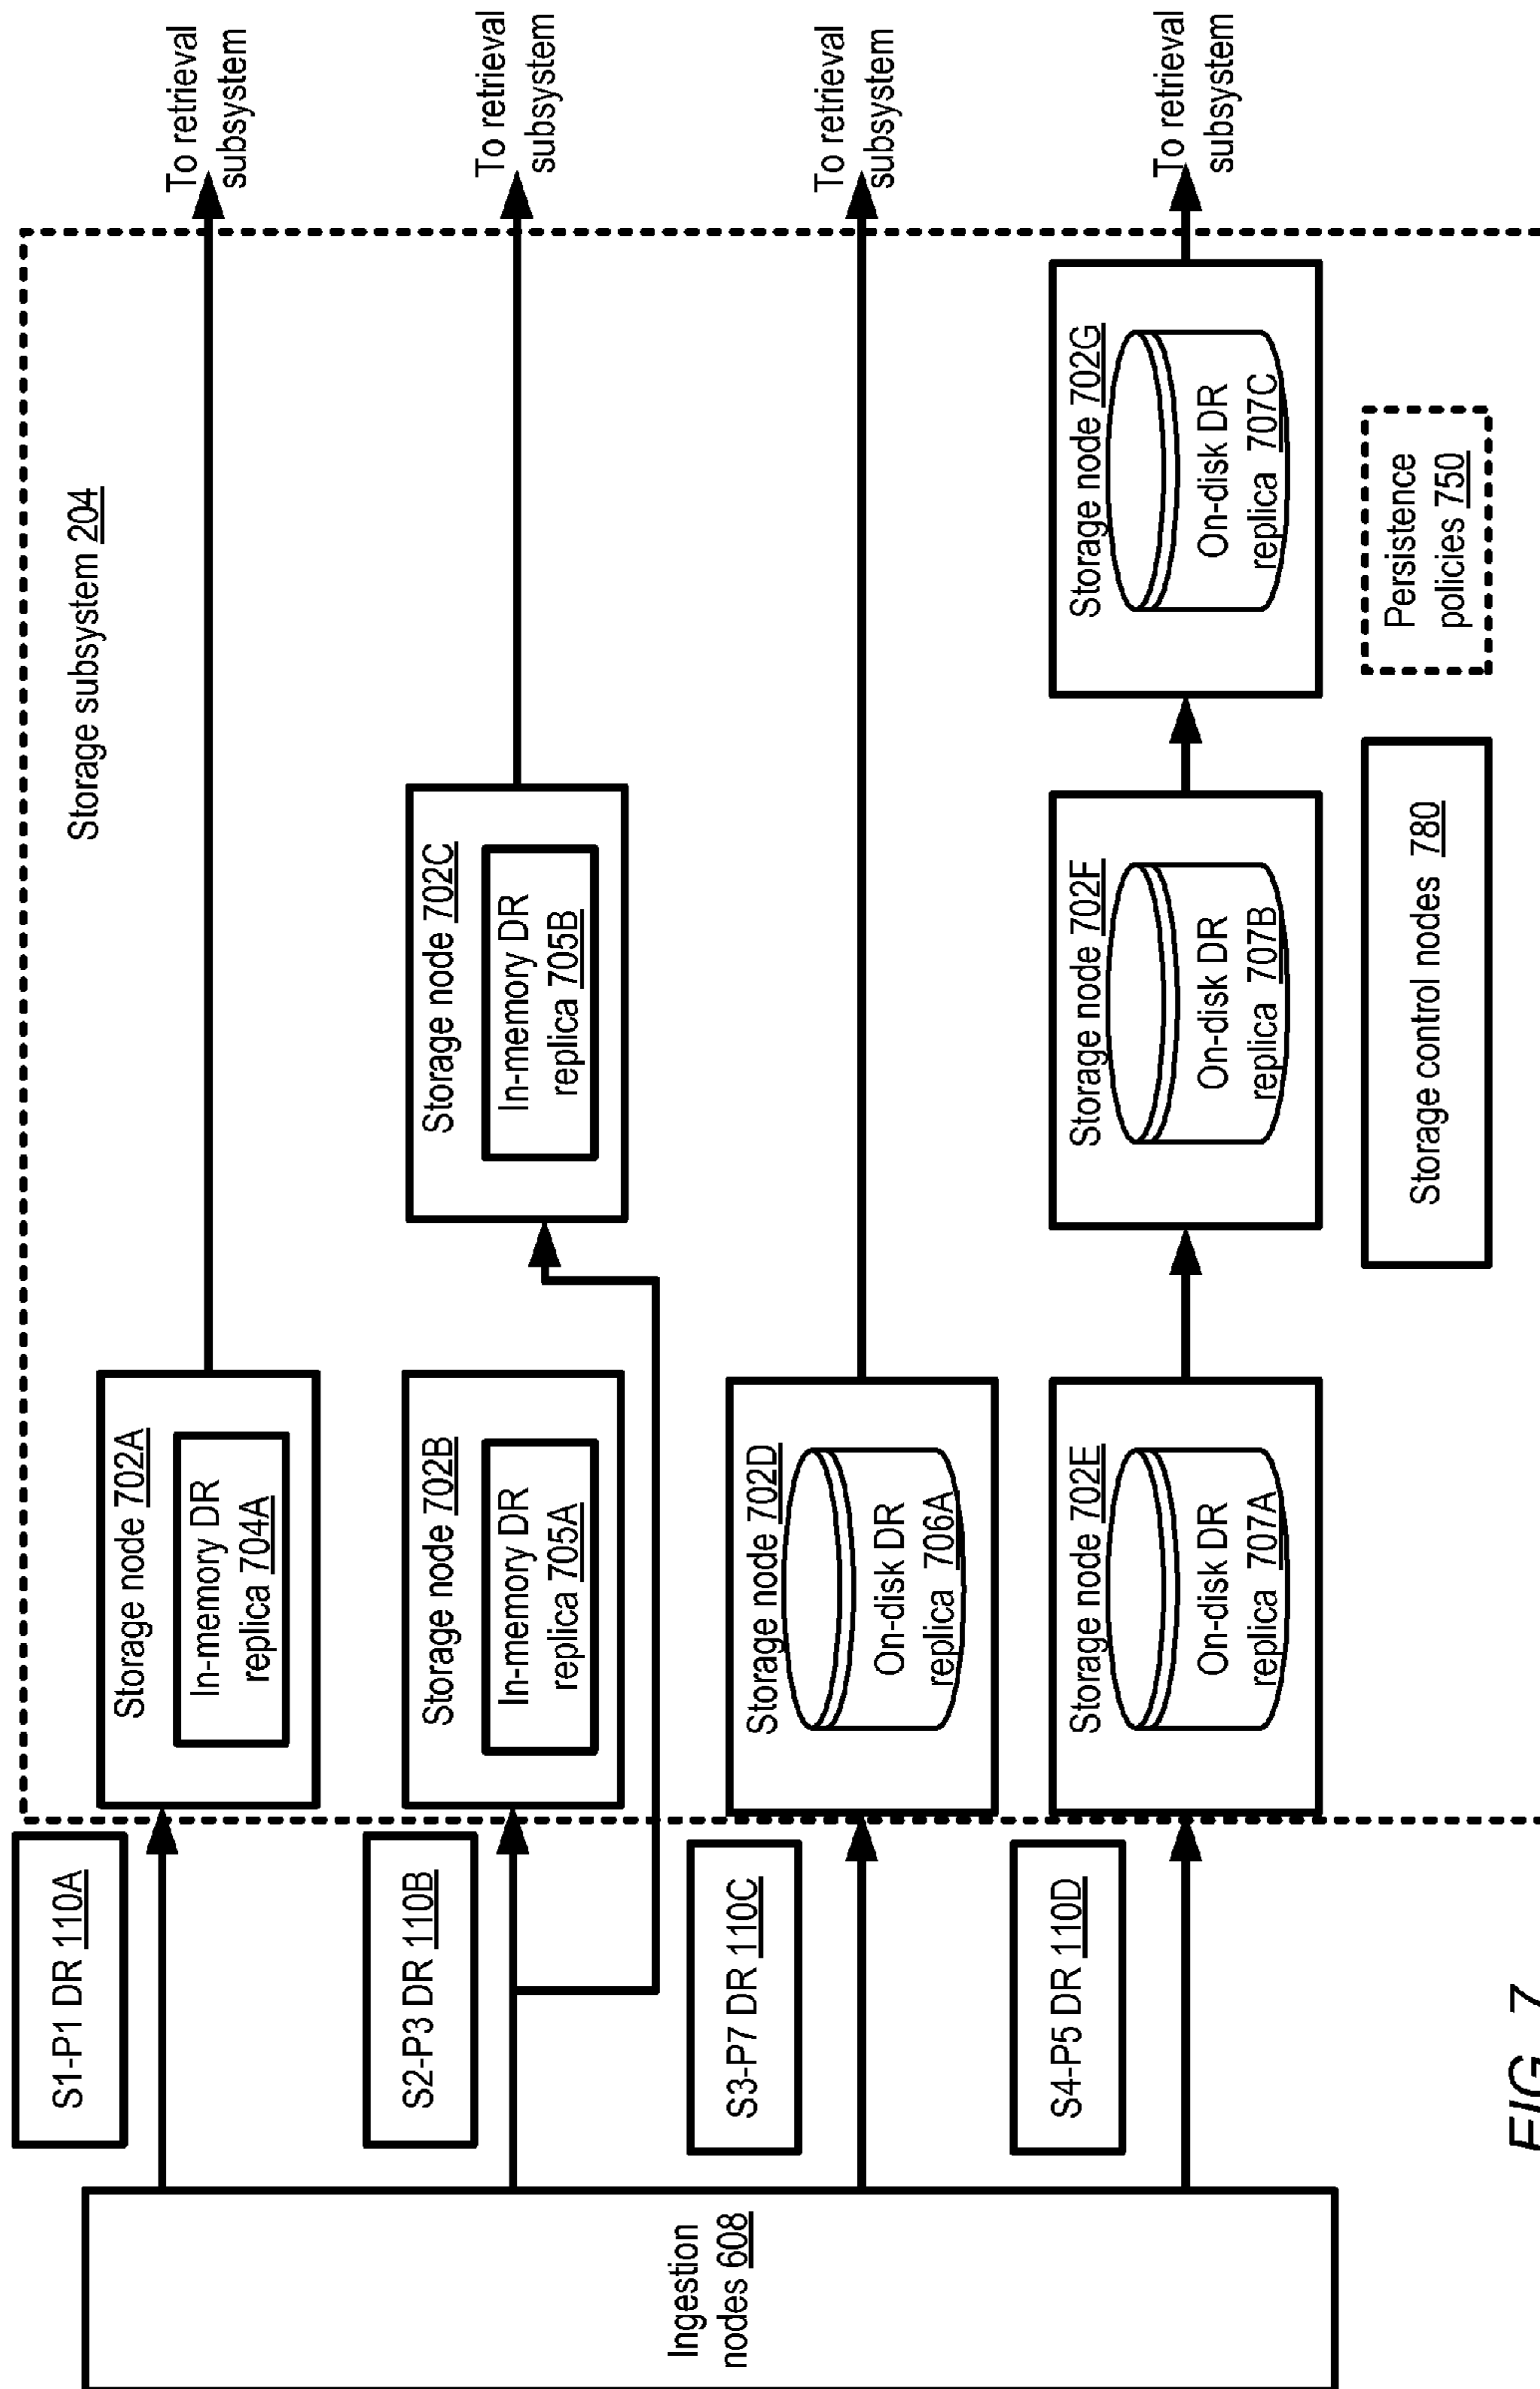 Storage subsystem 204
S1-P1 DR 110A
Storage node 702A
In-memory DR
replica 704A
To retrieval
subsystem
S2-P3 DR 110B
Storage node 702B
In-memory DR
replica 705A
Storage node 702C
In-memory DR
replica 705B
To retrieval
subsystem
Ingestion
nodes 608
S3-P7 DR 110C
Storage node 702D
On-disk DR
replica 706A
To retrieval
subsystem
S4-P5 DR 110D
Storage node 702E
On-disk DR
replica 707A
Storage node 702F
On-disk DR
replica 707B
Storage node 702G
On-disk DR
replica 707C
To retrieval
subsystem
Storage control nodes 780
Persistence
policies 750
FIG. 7